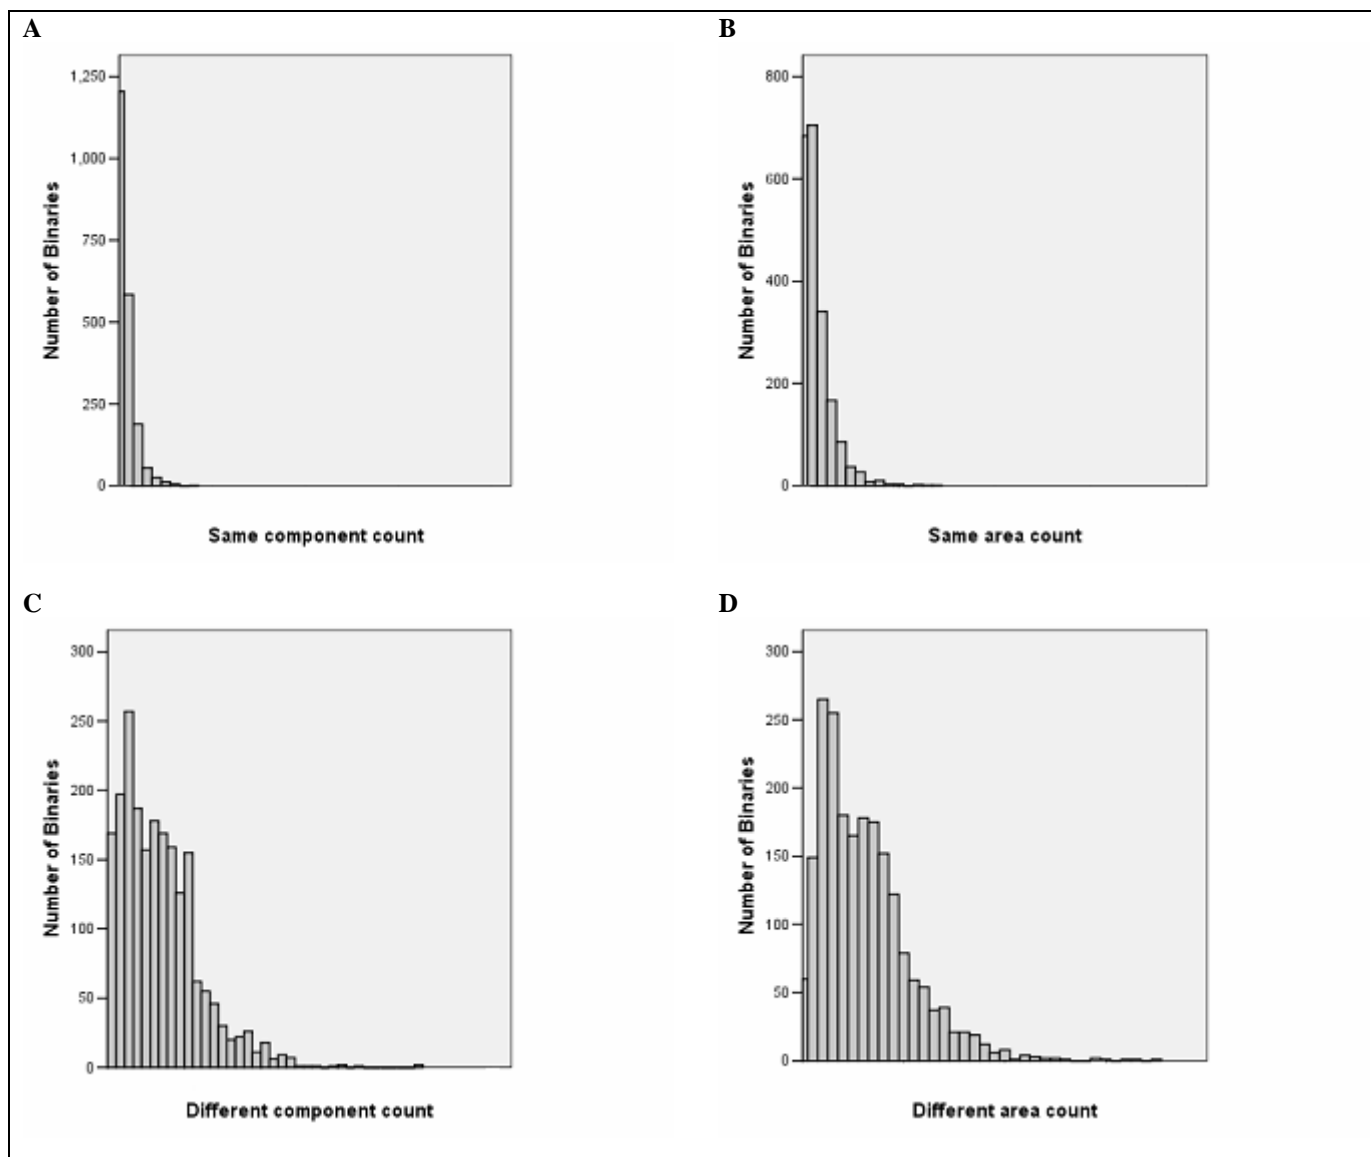 A
1,250
1,000
750
500
250
0
Number of Binaries
Same component count
B
800
600
400
200
0
Number of Binaries
Same area count
C
300
250
200
150
100
50
0
Number of Binaries
Different component count
D
300
250
200
150
100
50
0
Number of Binaries
Different area count